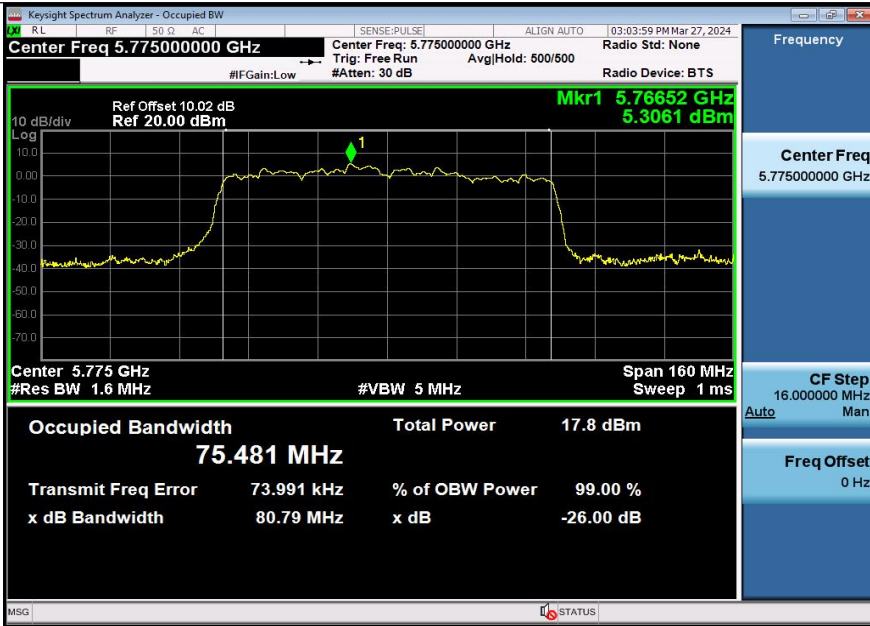 Keysight Spectrum Analyzer - Occupied BW
LXI RL RF 50 Ω AC SENSE:PULSE ALIGN AUTO 03:03:59 PM Mar 27, 2024
Center Freq 5.775000000 GHz
Center Freq: 5.775000000 GHz
Radio Std: None
Trig: Free Run Avg|Hold: 500/500
#IFGain:Low #Atten: 30 dB Radio Device: BTS
Frequency
Mkr1 5.76652 GHz
5.3061 dBm
Ref Offset 10.02 dB
10 dB/div Ref 20.00 dBm
Log
1
10.0
0.00
-10.0
-20.0
-30.0
-40.0
-50.0
-60.0
-70.0
Center 5.775 GHz Span 160 MHz
#Res BW 1.6 MHz #VBW 5 MHz Sweep 1 ms
Center Freq
5.775000000 GHz
CF Step
16.000000 MHz
Auto Man
Freq Offset
0 Hz
Occupied Bandwidth Total Power 17.8 dBm
75.481 MHz
Transmit Freq Error 73.991 kHz % of OBW Power 99.00 %
x dB Bandwidth 80.79 MHz x dB -26.00 dB
MSG STATUS